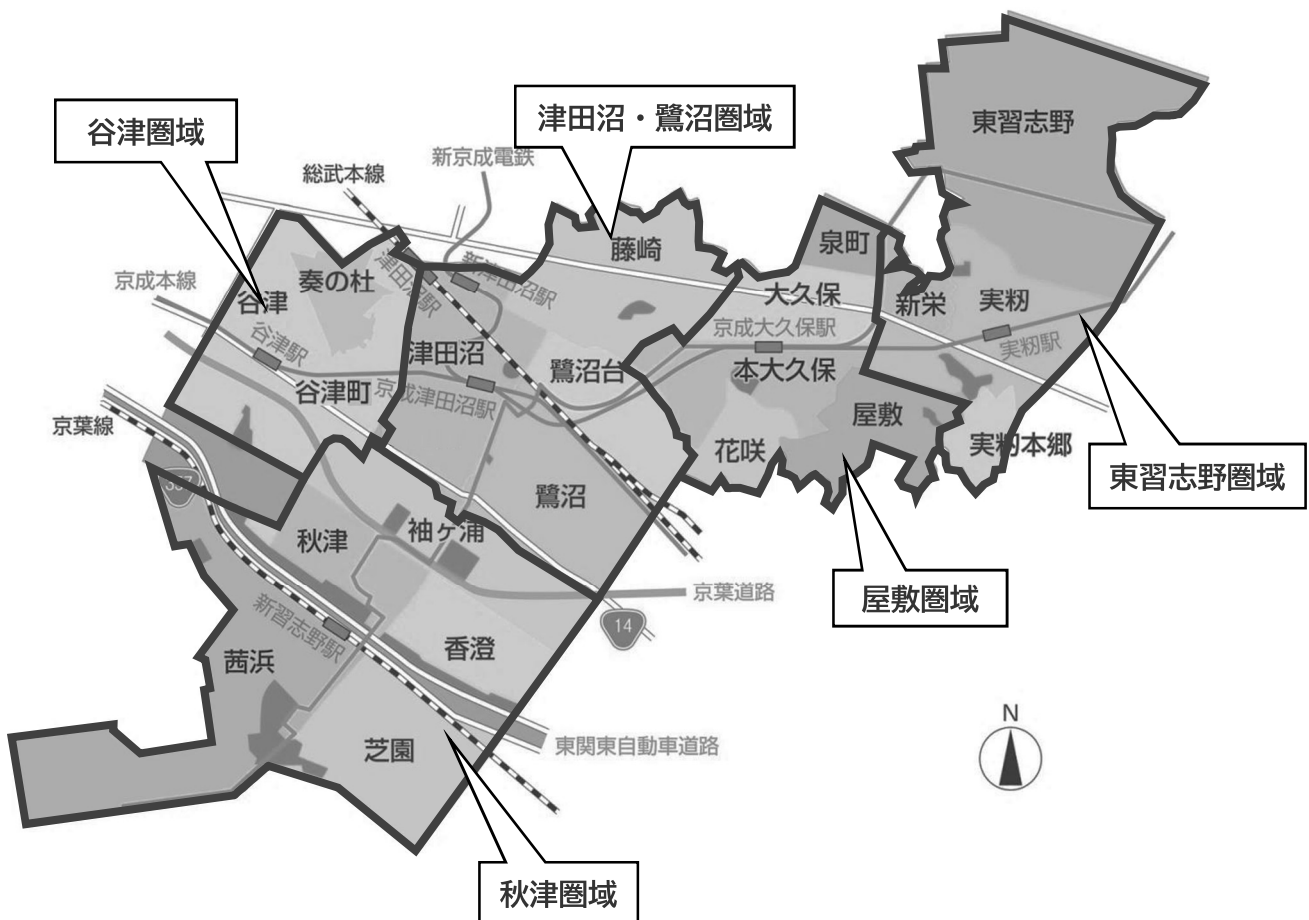 東習志野
津田沼・鷺沼圏域
谷津圏域
新京成電鉄
総武本線
藤崎
泉町
津田沼駅
新津田沼駅
京成本線
奏の杜
谷津
大久保
新栄
実籾
京成大久保駅
実籾駅
谷津駅
津田沼
鷺沼台
本大久保
谷津町
京成津田沼駅
屋敷
京葉線
花咲
実籾本郷
東習志野圏域
357
鷺沼
秋津
袖ヶ浦
京葉道路
屋敷圏域
新習志野駅
14
香澄
茜浜
N
芝園
東関東自動車道路
秋津圏域